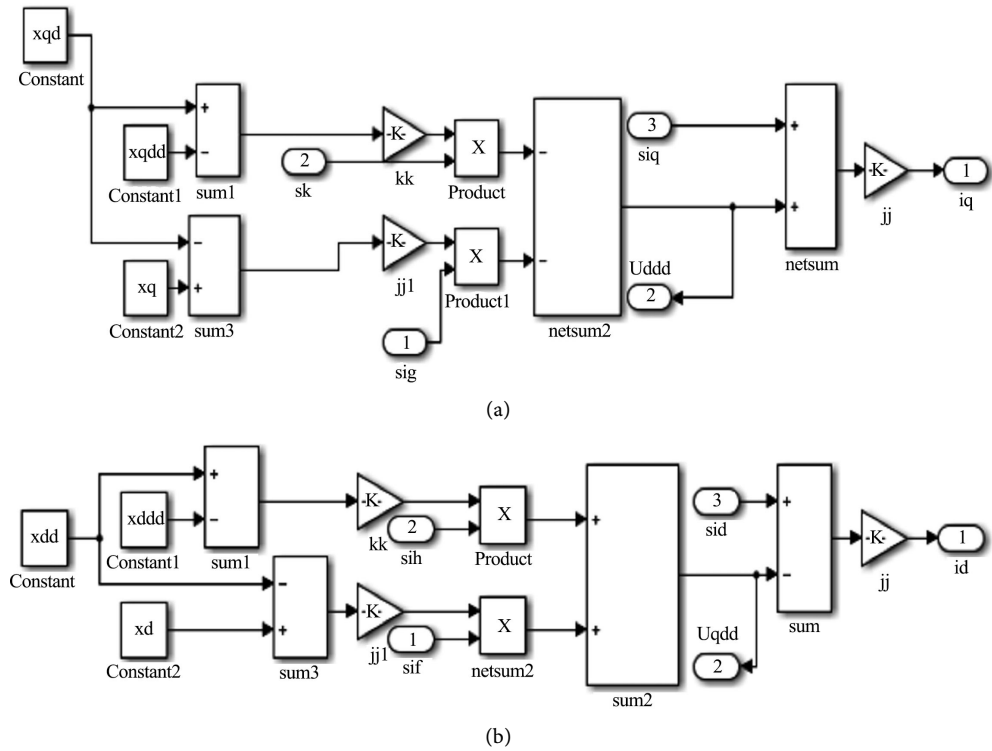 xqd
Constant
+
xqdd
−
Constant1
sum1
2
sk
-K-
kk
X
Product
−
xq
+
Constant2
sum3
-K-
jj1
X
Product1
1
sig
−
−
netsum2
3
siq
Uddd
2
+
+
netsum
-K-
jj
1
iq
(a)
xdd
Constant
+
xddd
−
Constant1
sum1
−
xd
+
Constant2
sum3
-K-
kk
2
sih
X
Product
-K-
jj1
1
sif
X
netsum2
+
+
sum2
3
sid
Uqdd
2
+
−
sum
-K-
jj
1
id
(b)